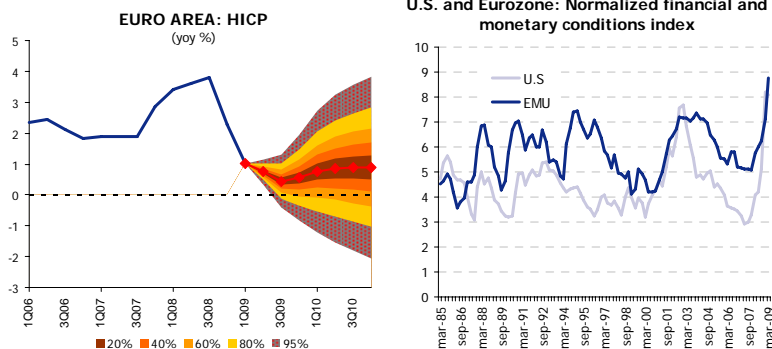 EURO AREA: HICP
(yoy %)
5
4
3
2
1
0
-1
-2
-3
1Q06
3Q06
1Q07
3Q07
1Q08
3Q08
1Q09
3Q09
1Q10
3Q10
20% 40% 60% 80% 95%
U.S. and Eurozone: Normalized financial and
monetary conditions index
10
9
8
7
6
5
4
3
2
1
0
U.S
EMU
mar-85
sep-86
mar-88
sep-89
mar-91
sep-92
mar-94
sep-95
mar-97
sep-98
mar-00
sep-01
mar-03
sep-04
mar-06
sep-07
mar-09